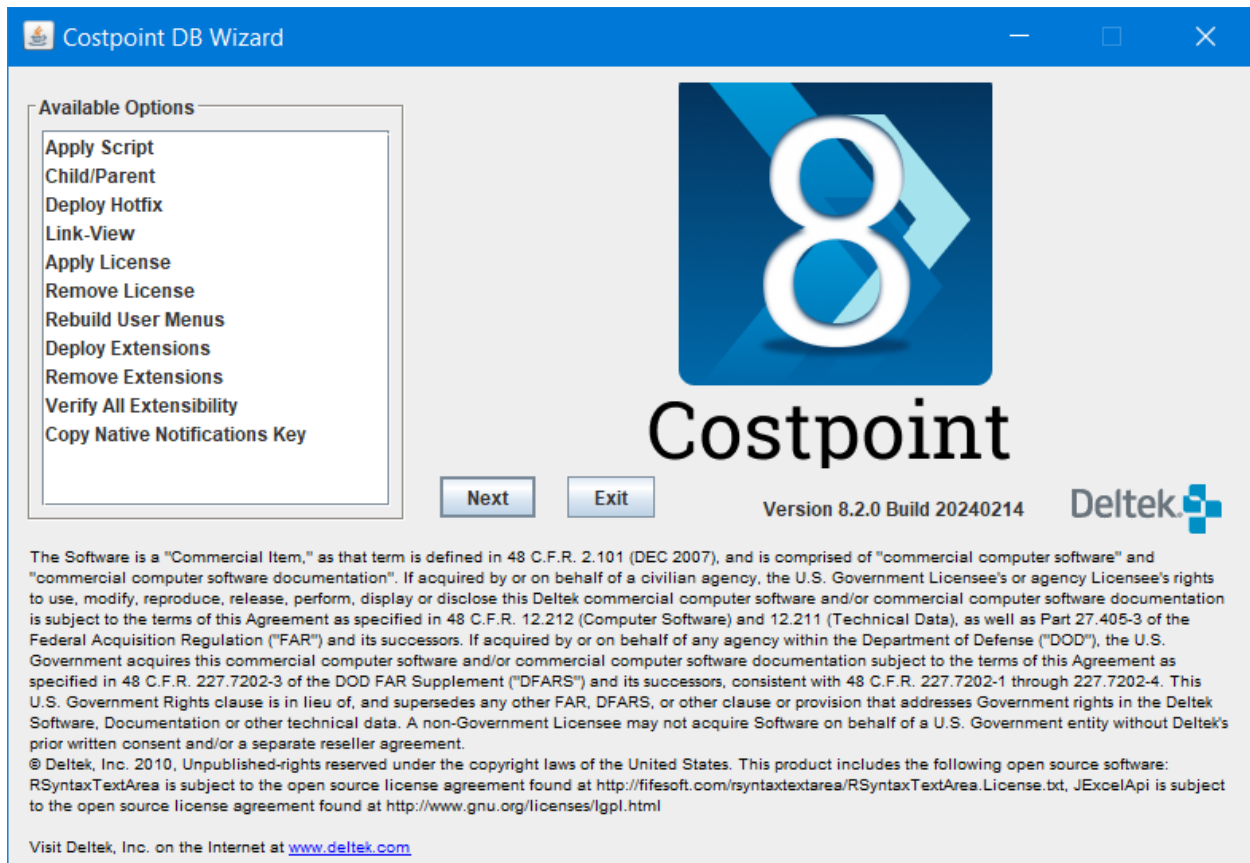 Costpoint DB Wizard
Available Options
Apply Script
Child/Parent
Deploy Hotfix
Link-View
Apply License
Remove License
Rebuild User Menus
Deploy Extensions
Remove Extensions
Verify All Extensibility
Copy Native Notifications Key
8
Costpoint
Next
Exit
Version 8.2.0 Build 20240214
Deltek.
The Software is a "Commercial Item," as that term is defined in 48 C.F.R. 2.101 (DEC 2007), and is comprised of "commercial computer software" and
"commercial computer software documentation". If acquired by or on behalf of a civilian agency, the U.S. Government Licensee's or agency Licensee's rights
to use, modify, reproduce, release, perform, display or disclose this Deltek commercial computer software and/or commercial computer software documentation
is subject to the terms of this Agreement as specified in 48 C.F.R. 12.212 (Computer Software) and 12.211 (Technical Data), as well as Part 27.405-3 of the
Federal Acquisition Regulation ("FAR") and its successors. If acquired by or on behalf of any agency within the Department of Defense ("DOD"), the U.S.
Government acquires this commercial computer software and/or commercial computer software documentation subject to the terms of this Agreement as
specified in 48 C.F.R. 227.7202-3 of the DOD FAR Supplement ("DFARS") and its successors, consistent with 48 C.F.R. 227.7202-1 through 227.7202-4. This
U.S. Government Rights clause is in lieu of, and supersedes any other FAR, DFARS, or other clause or provision that addresses Government rights in the Deltek
Software, Documentation or other technical data. A non-Government Licensee may not acquire Software on behalf of a U.S. Government entity without Deltek's
prior written consent and/or a separate reseller agreement.
© Deltek, Inc. 2010, Unpublished-rights reserved under the copyright laws of the United States. This product includes the following open source software:
RSyntaxTextArea is subject to the open source license agreement found at http://fifesoft.com/rsyntaxtextarea/RSyntaxTextArea.License.txt, JExcelApi is subject
to the open source license agreement found at http://www.gnu.org/licenses/lgpl.html
Visit Deltek, Inc. on the Internet at www.deltek.com